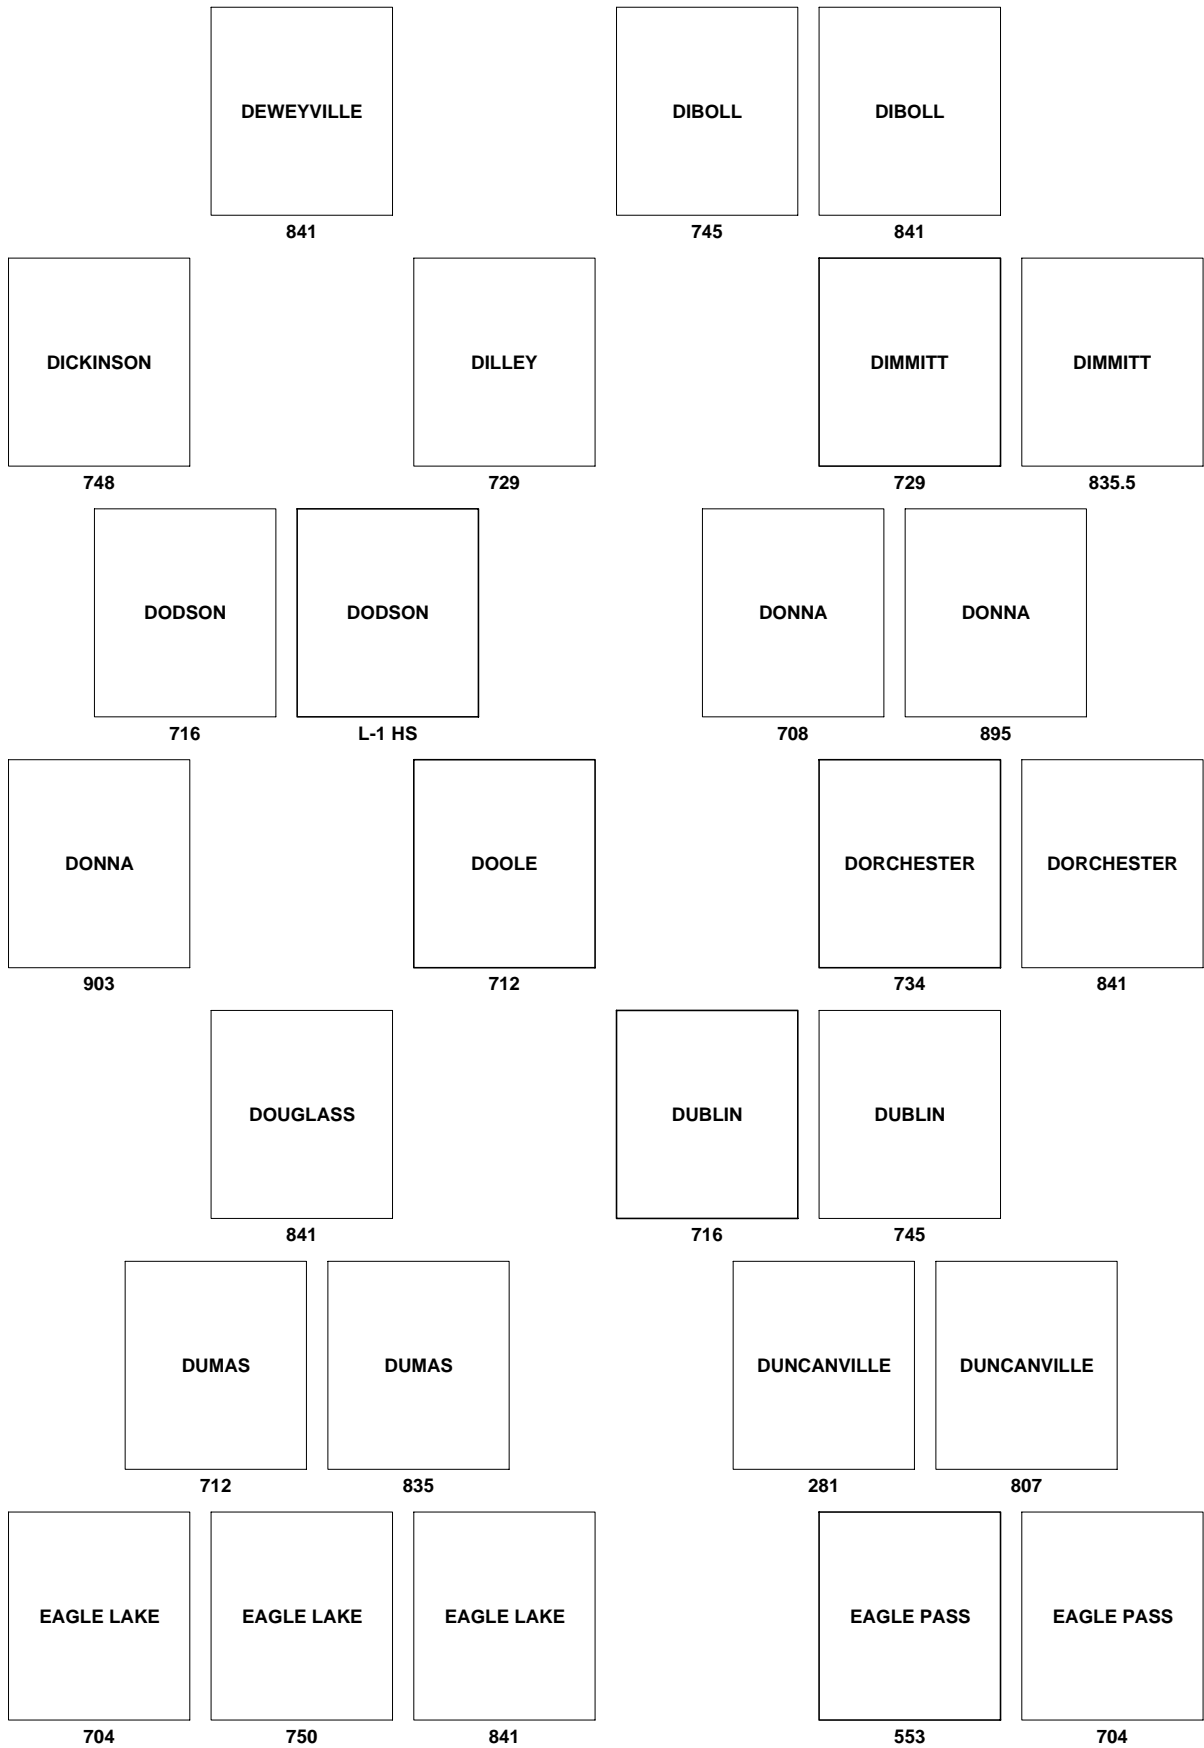 DEWEYVILLE DIBOLL DIBOLL
841 745 841
DICKINSON DILLEY DIMMITT DIMMITT
748 729 729 835.5
DODSON DODSON DONNA DONNA
716 L-1 HS 708 895
DONNA DOOLE DORCHESTER DORCHESTER
903 712 734 841
DOUGLASS DUBLIN DUBLIN
841 716 745
DUMAS DUMAS DUNCANVILLE DUNCANVILLE
712 835 281 807
EAGLE LAKE EAGLE LAKE EAGLE LAKE EAGLE PASS EAGLE PASS
704 750 841 553 704